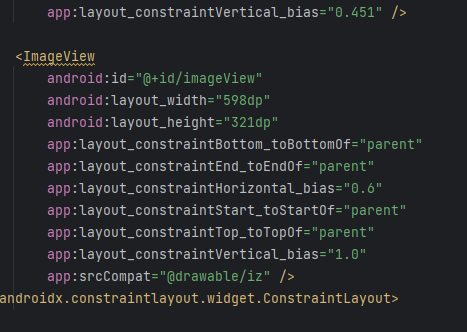 app:layout_constraintVertical_bias="0.451" />
<ImageView
android:id="@+id/imageView"
android:layout_width="598dp"
android:layout_height="321dp"
app:layout_constraintBottom_toBottomOf="parent"
app:layout_constraintEnd_toEndOf="parent"
app:layout_constraintHorizontal_bias="0.6"
app:layout_constraintStart_toStartOf="parent"
app:layout_constraintTop_toTopOf="parent"
app:layout_constraintVertical_bias="1.0"
app:srcCompat="@drawable/iz" />
androidx.constraintlayout.widget.ConstraintLayout>